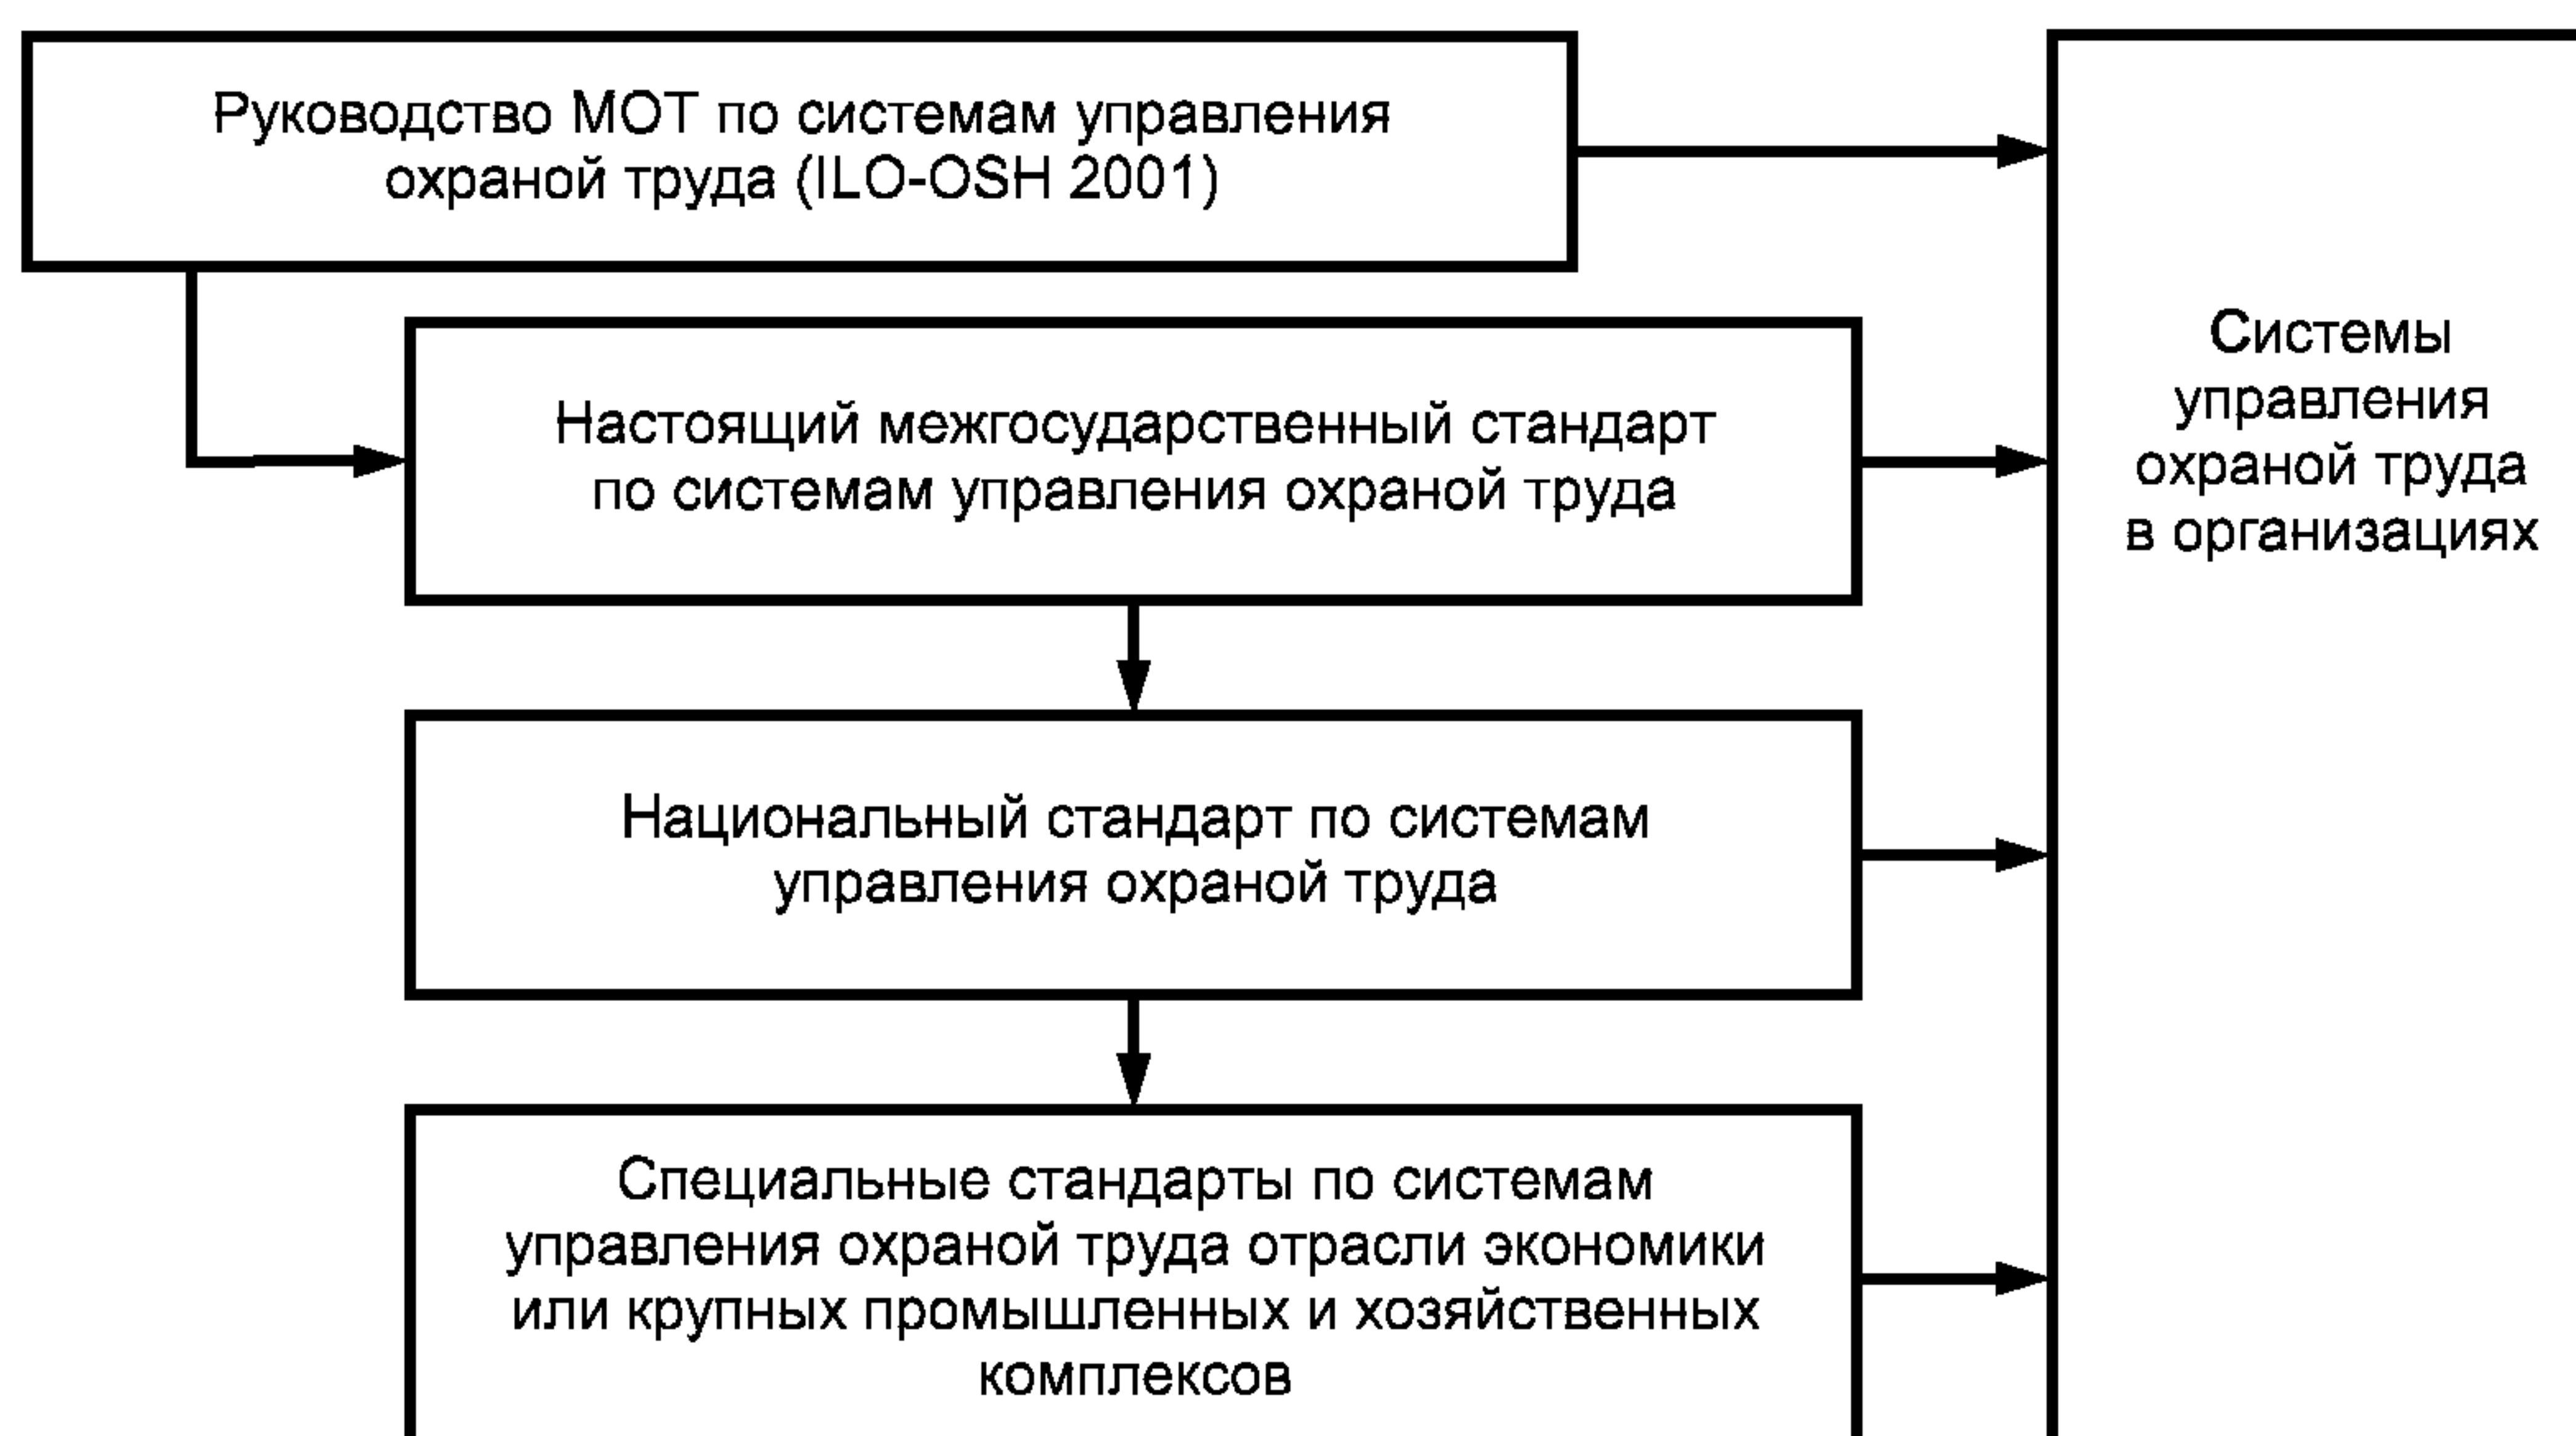 Руководство МОТ по системам управления
охраной труда (ILO-OSH 2001)
Настоящий межгосударственный стандарт
по системам управления охраной труда
Национальный стандарт по системам
управления охраной труда
Специальные стандарты по системам
управления охраной труда отрасли экономики
или крупных промышленных и хозяйственных
комплексов
Системы
управления
охраной труда
в организациях